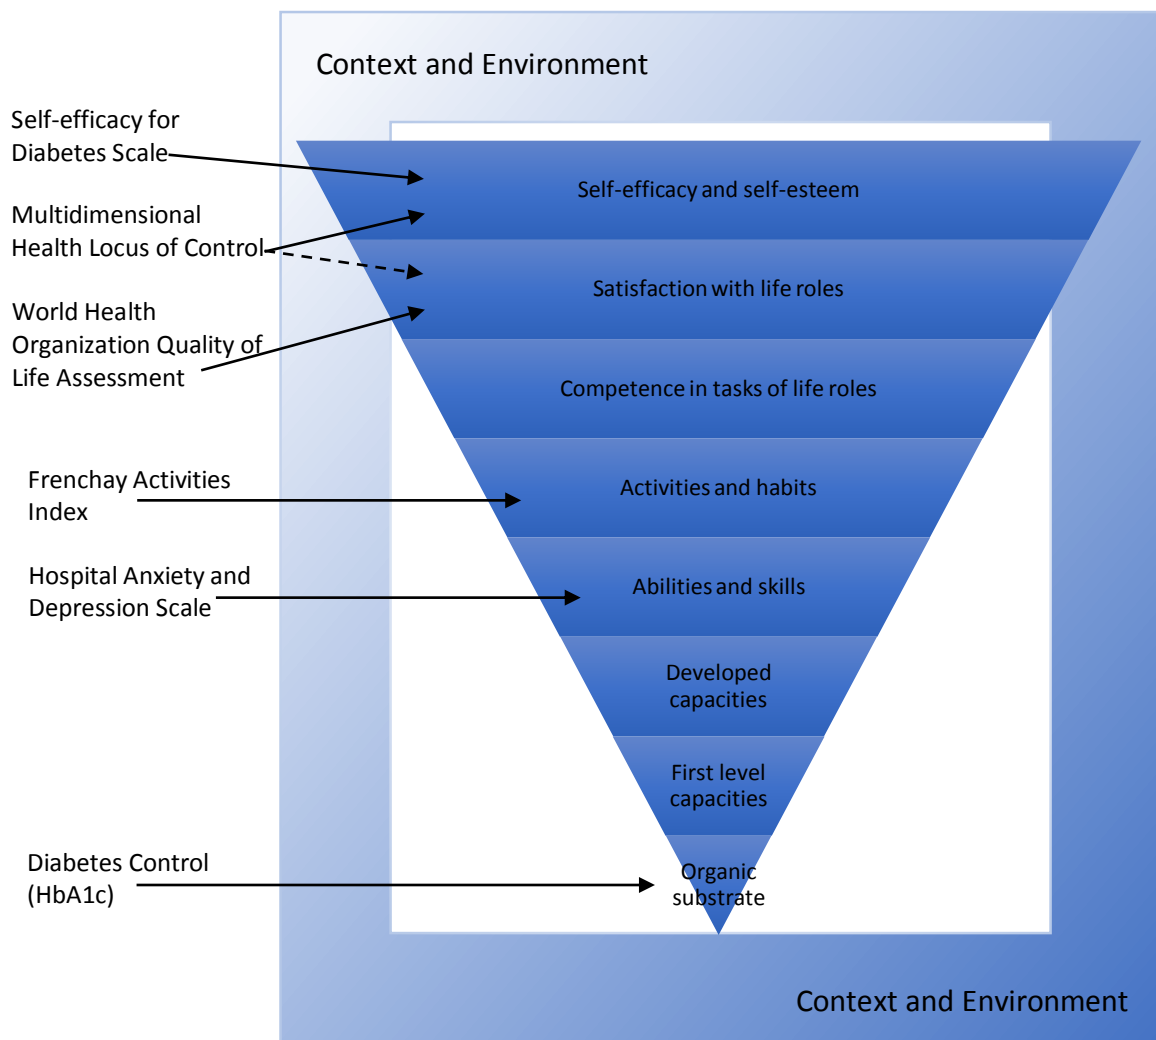 Context and Environment
Self-efficacy for
Diabetes Scale
Self-efficacy and self-esteem
Multidimensional
Health Locus of Control
Satisfaction with life roles
World Health
Organization Quality of
Life Assessment
Competence in tasks of life roles
Frenchay Activities
Index
Activities and habits
Hospital Anxiety and
Depression Scale
Abilities and skills
Developed
capacities
First level
capacities
Diabetes Control
(HbA1c)
Organic
substrate
Context and Environment